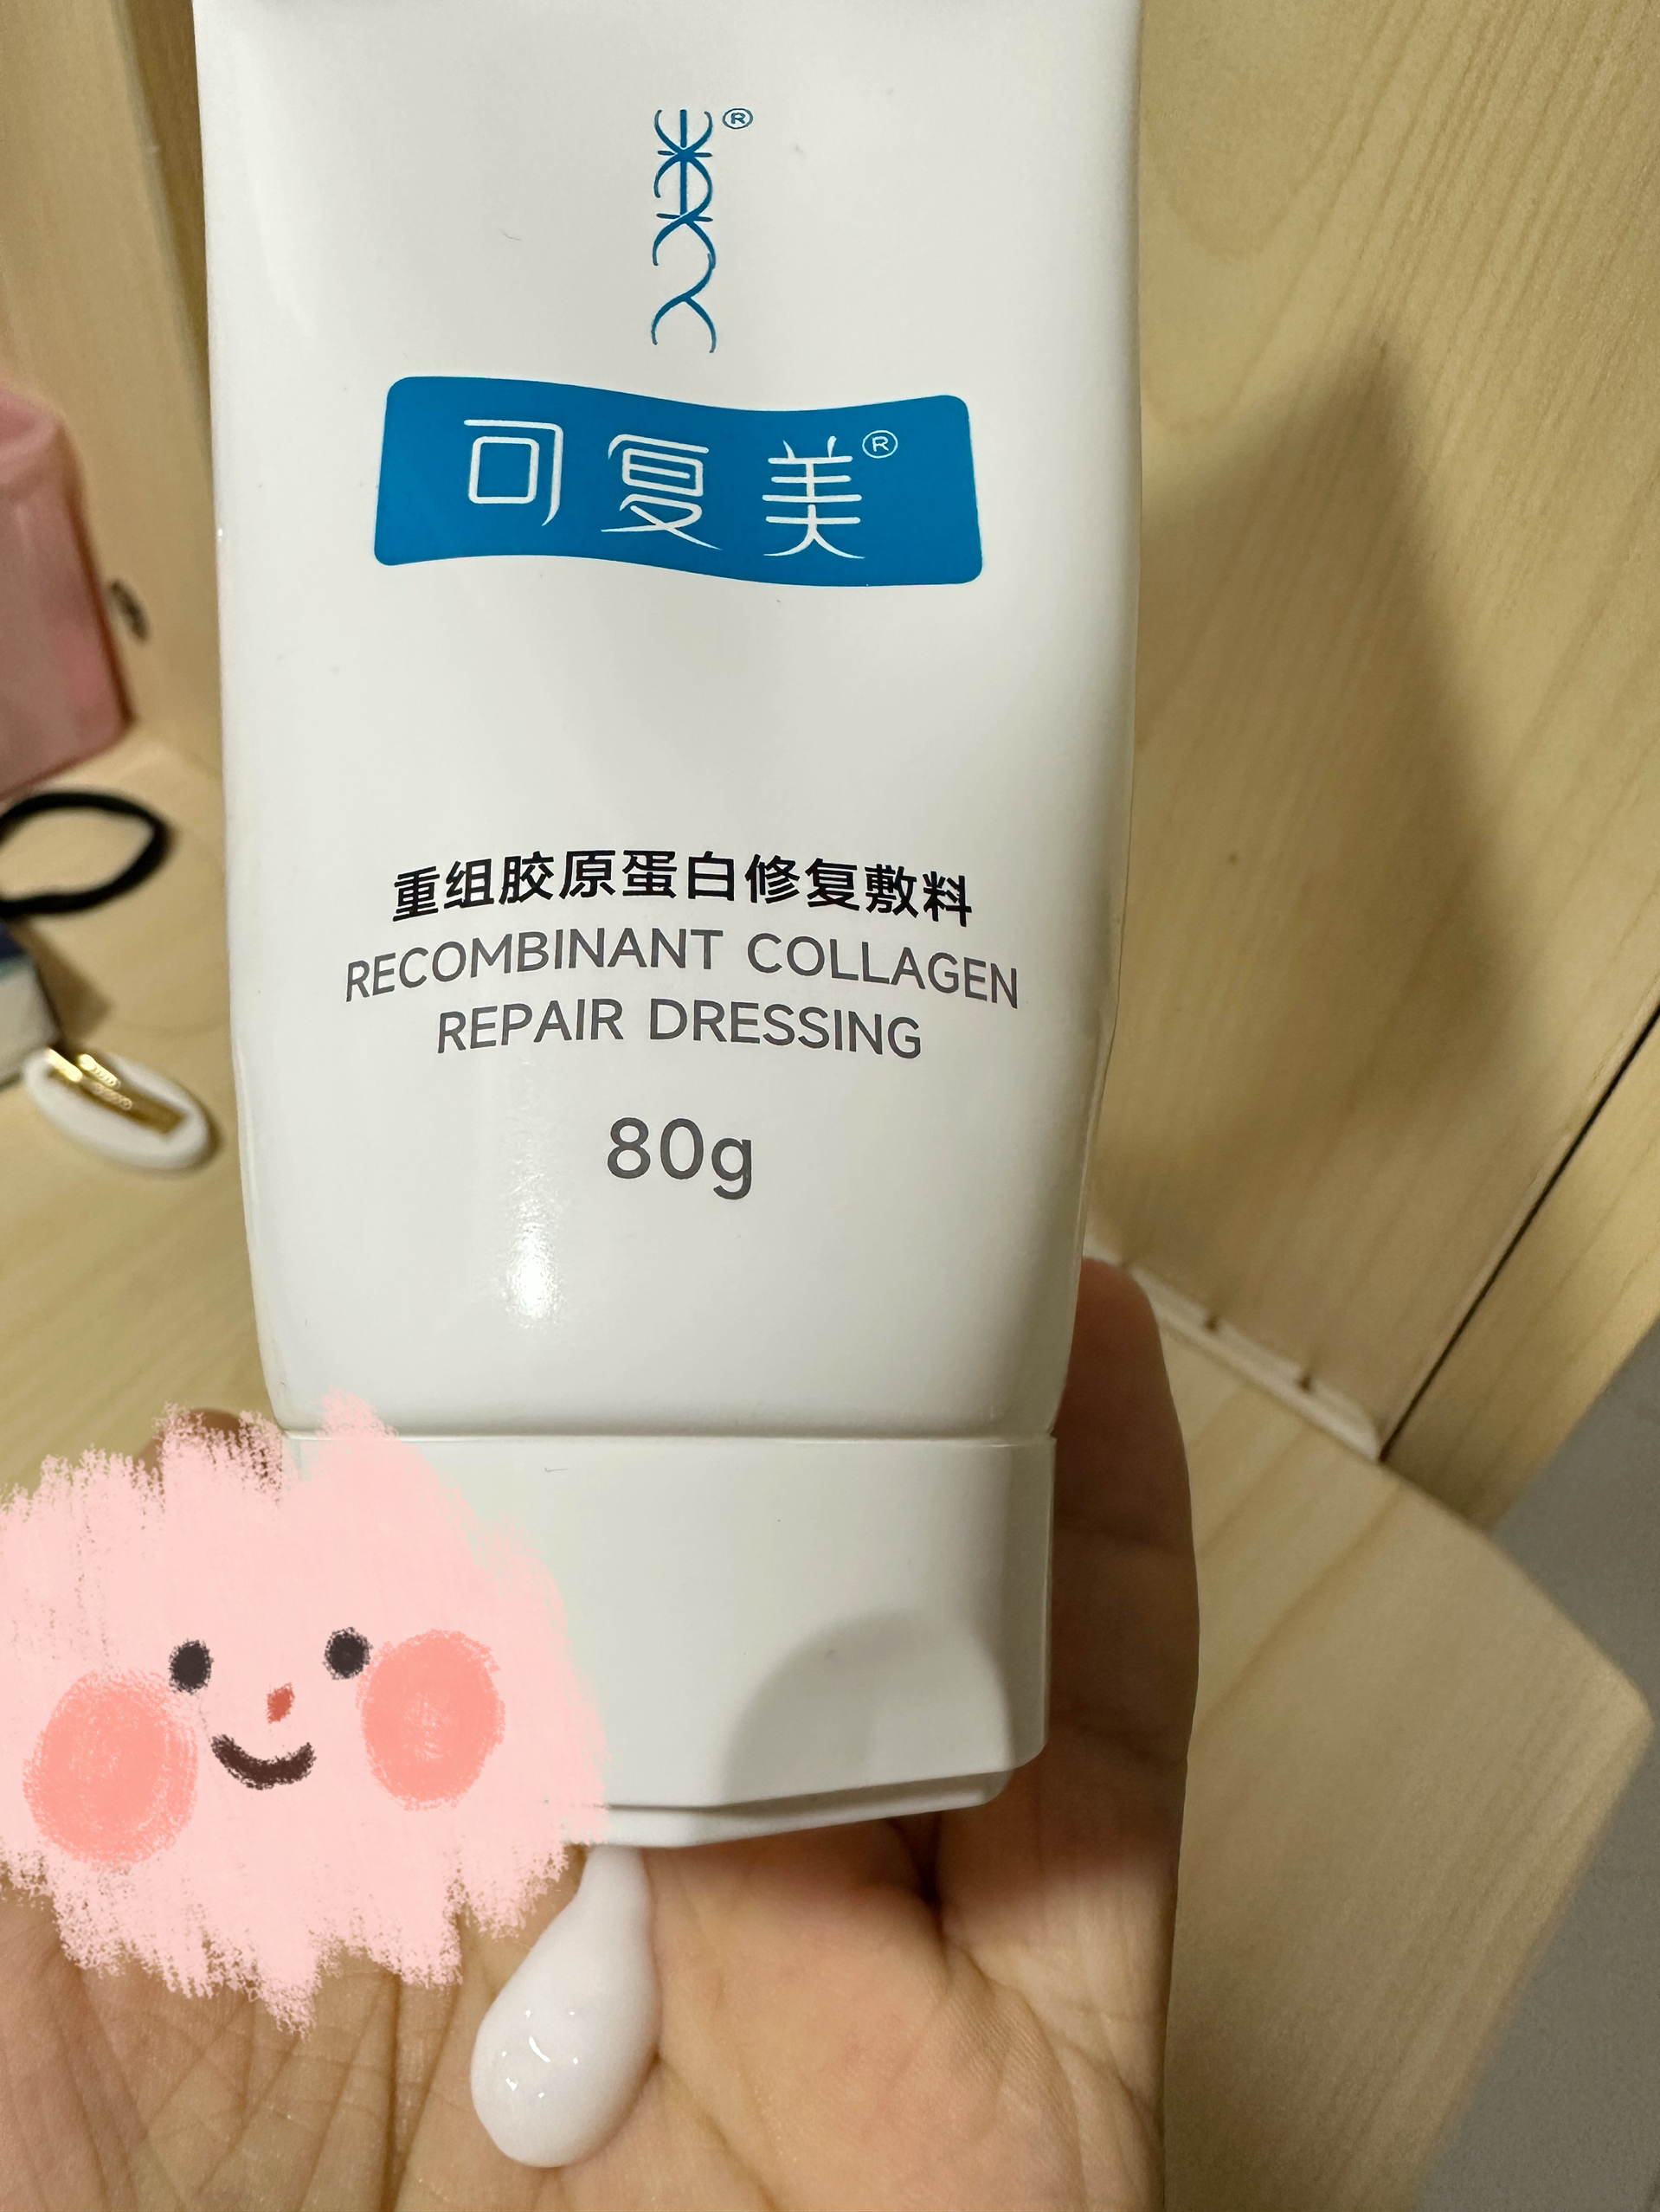 ®
可复美®
重组胶原蛋白修复敷料
RECOMBINANT COLLAGEN
REPAIR DRESSING
80g